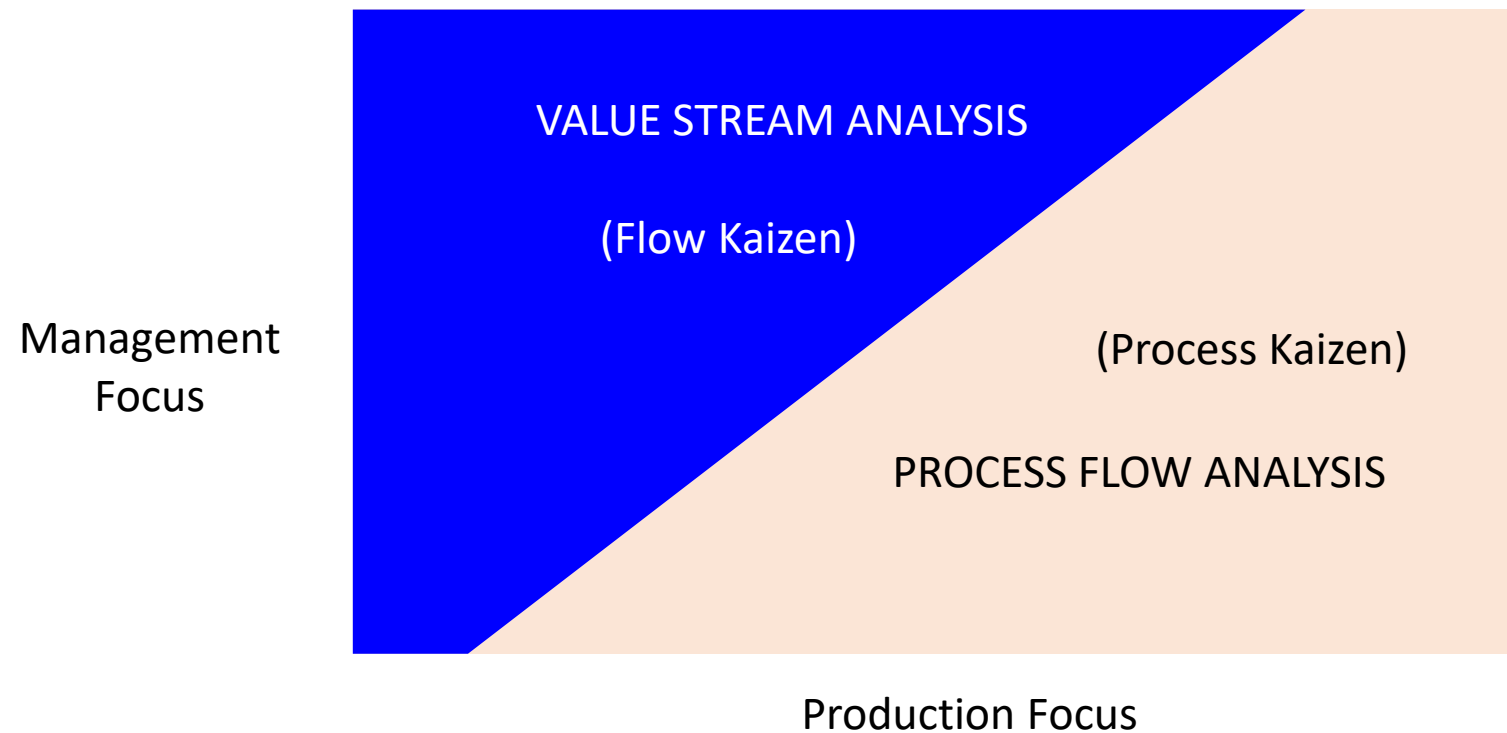 VALUE STREAM ANALYSIS
(Flow Kaizen)
Management
Focus
(Process Kaizen)
PROCESS FLOW ANALYSIS
Production Focus